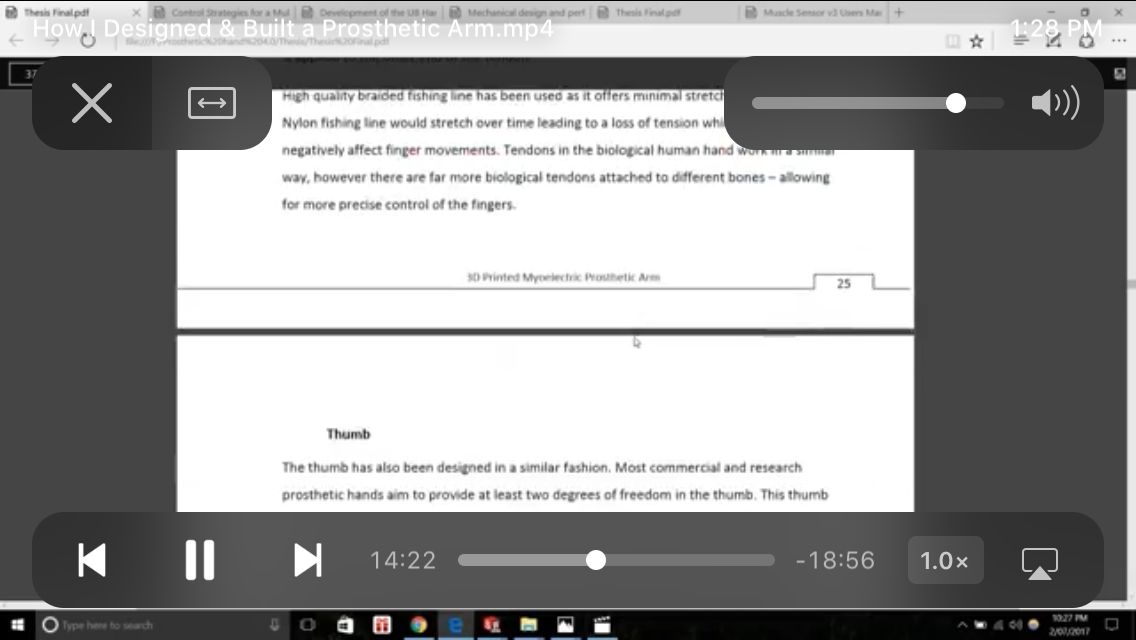 Thesis Final.pdf
Control Strategies for a Mul
Development of the UB Han
Mechanical design and perf
Thesis Final.pdf
Muscle Sensor v3 Users Man
How I Designed & Built a Prosthetic Arm.mp4
1:28 PM
37
High quality braided fishing line has been used as it offers minimal stretch
Nylon fishing line would stretch over time leading to a loss of tension whi
negatively affect finger movements. Tendons in the biological human hand work in a similar
way, however there are far more biological tendons attached to different bones – allowing
for more precise control of the fingers.
3D Printed Myoelectric Prosthetic Arm
25
Thumb
The thumb has also been designed in a similar fashion. Most commercial and research
prosthetic hands aim to provide at least two degrees of freedom in the thumb. This thumb
14:22
-18:56
1.0×
Type here to search
10:27 PM
2/07/2017